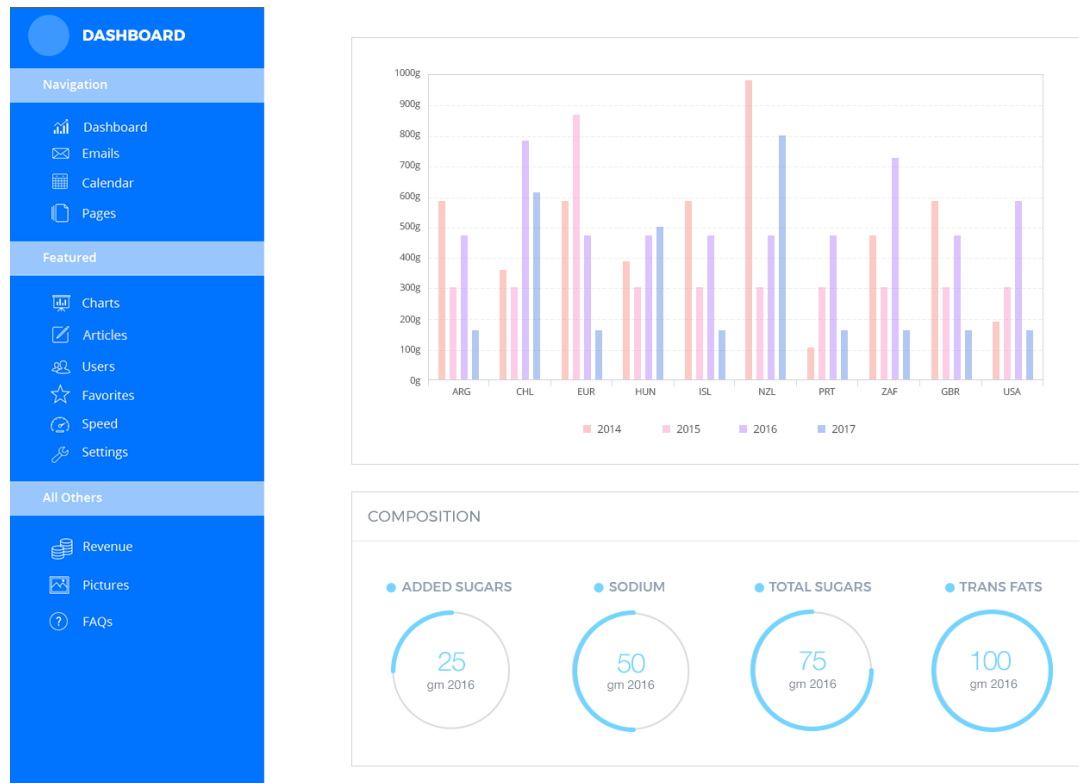 DASHBOARD
Navigation
Dashboard
Emails
Calendar
Pages
Featured
Charts
Articles
Users
Favorites
Speed
Settings
All Others
Revenue
Pictures
? FAQs
1000g
900g
800g
700g
600g
500g
400g
300g
200g
100g
0g
ARG CHL EUR HUN ISL NZL PRT ZAF GBR USA
2014 2015 2016 2017
COMPOSITION
ADDED SUGARS SODIUM TOTAL SUGARS TRANS FATS
25 50 75 100
gm 2016 gm 2016 gm 2016 gm 2016